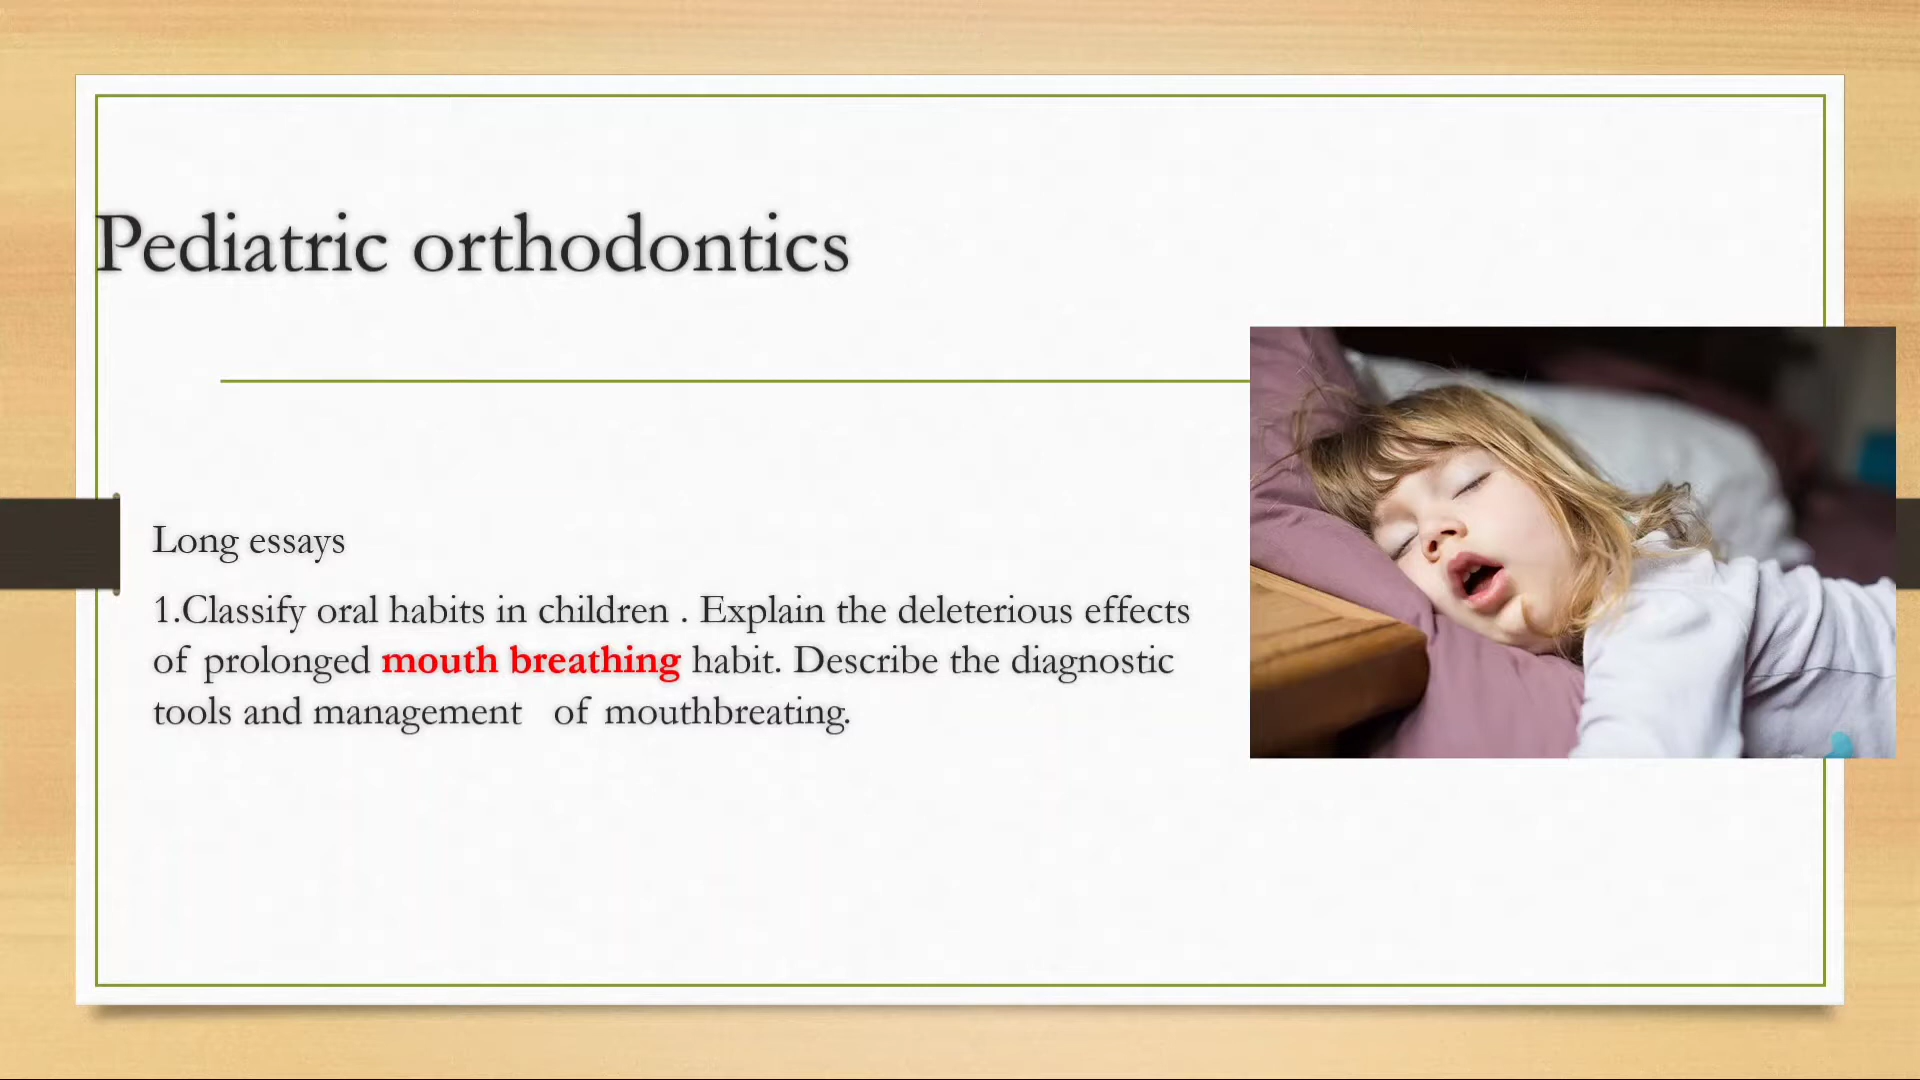 Pediatric orthodontics
Long essays
1.Classify oral habits in children . Explain the deleterious effects
of prolonged mouth breathing habit. Describe the diagnostic
tools and management of mouthbreating.